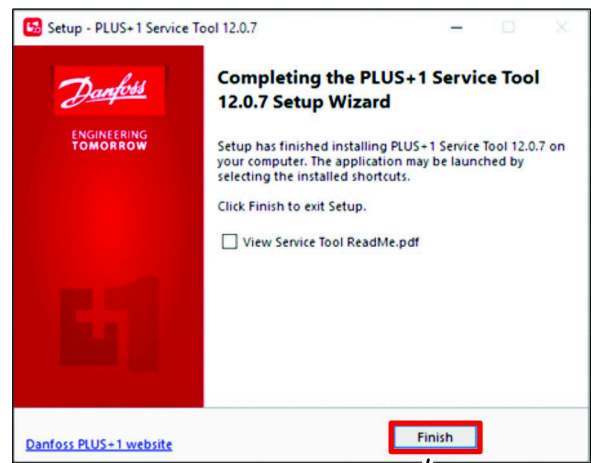 Setup - PLUS+1 Service Tool 12.0.7
Danfoss
ENGINEERING
TOMORROW
Completing the PLUS+1 Service Tool
12.0.7 Setup Wizard
Setup has finished installing PLUS+1 Service Tool 12.0.7 on
your computer. The application may be launched by
selecting the installed shortcuts.
Click Finish to exit Setup.
View Service Tool ReadMe.pdf
+1
Danfoss PLUS+1 website
Finish